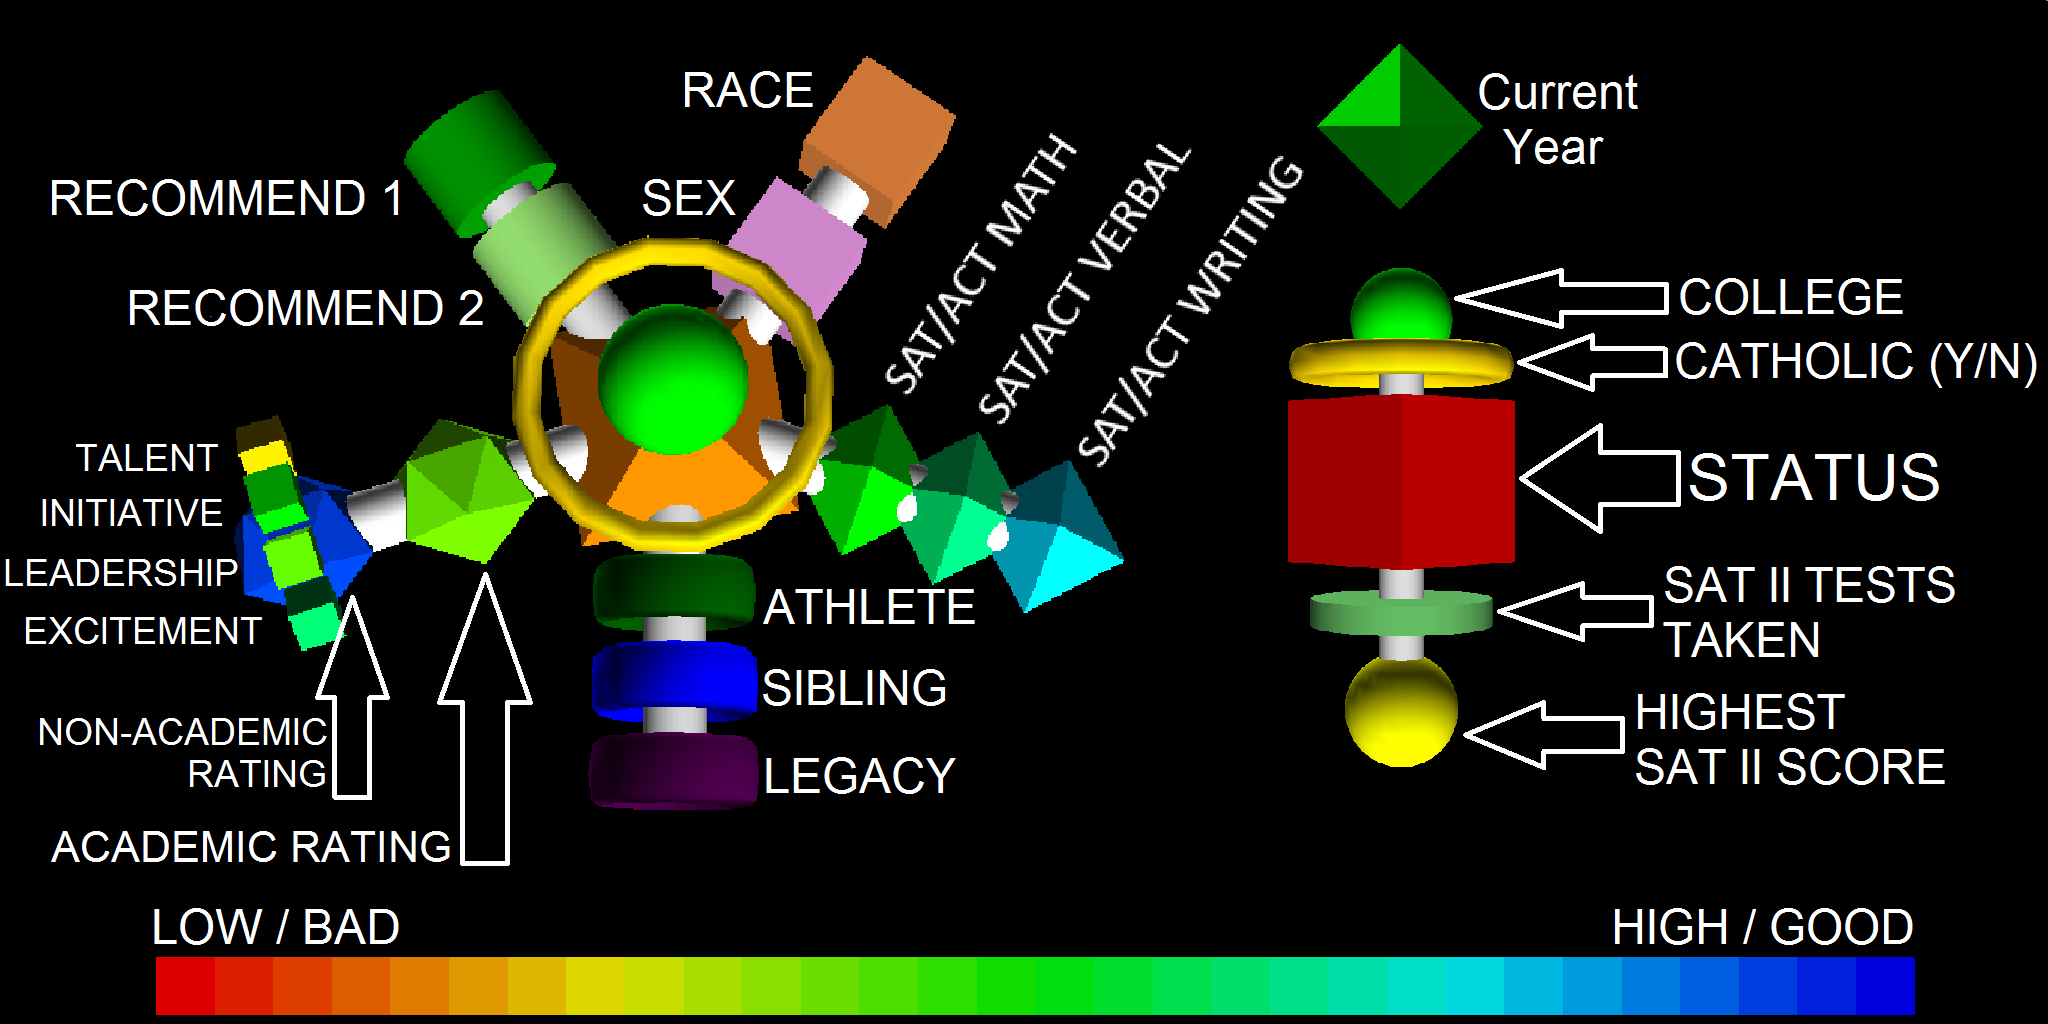 RACE
Current
Year
RECOMMEND 1
SEX
SAT/ACT MATH
SAT/ACT VERBAL
SAT/ACT WRITING
RECOMMEND 2
COLLEGE
CATHOLIC (Y/N)
TALENT
INITIATIVE
LEADERSHIP
EXCITEMENT
STATUS
ATHLETE
SIBLING
LEGACY
SAT II TESTS
TAKEN
NON-ACADEMIC
RATING
HIGHEST
SAT II SCORE
ACADEMIC RATING
LOW / BAD
HIGH / GOOD